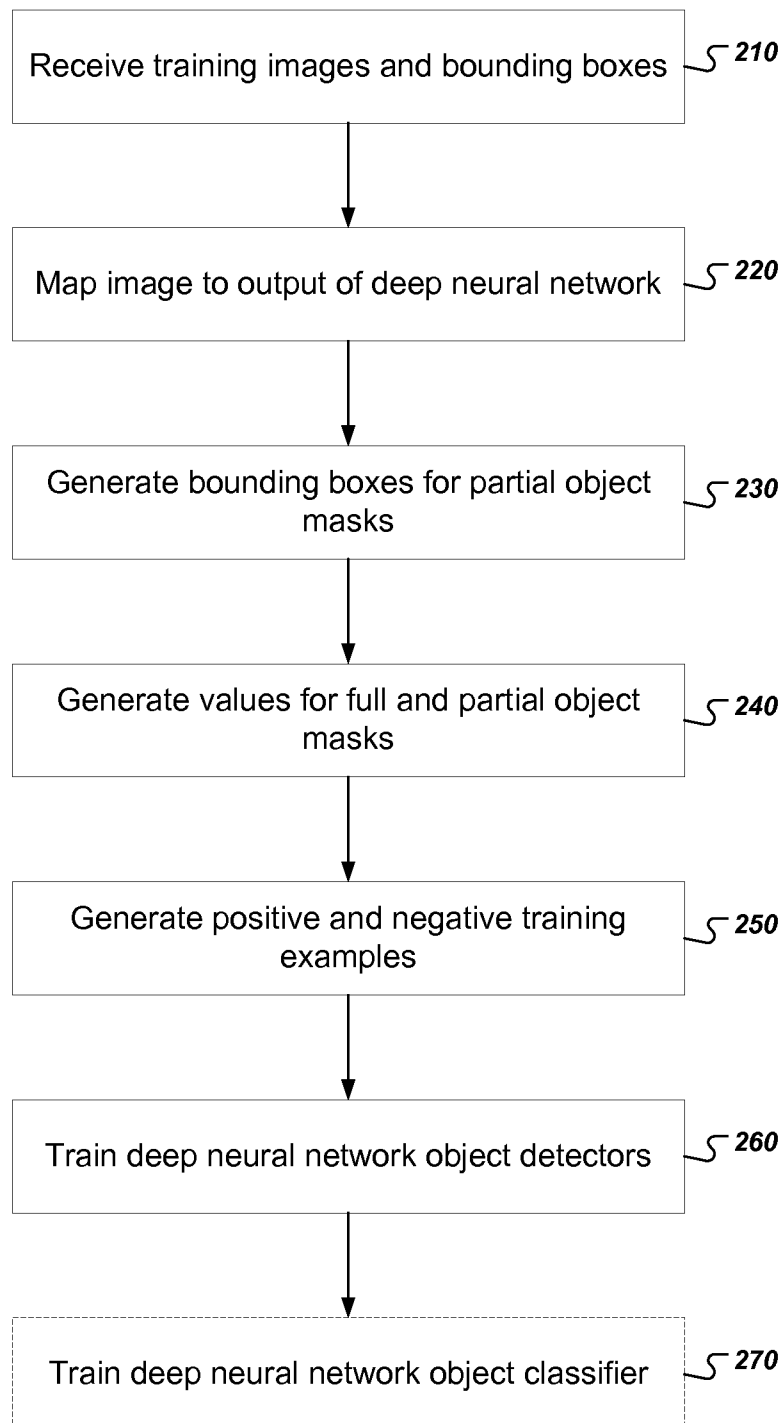 Receive training images and bounding boxes
210
Map image to output of deep neural network
220
Generate bounding boxes for partial object
masks
230
Generate values for full and partial object
masks
240
Generate positive and negative training
examples
250
Train deep neural network object detectors
260
Train deep neural network object classifier
270